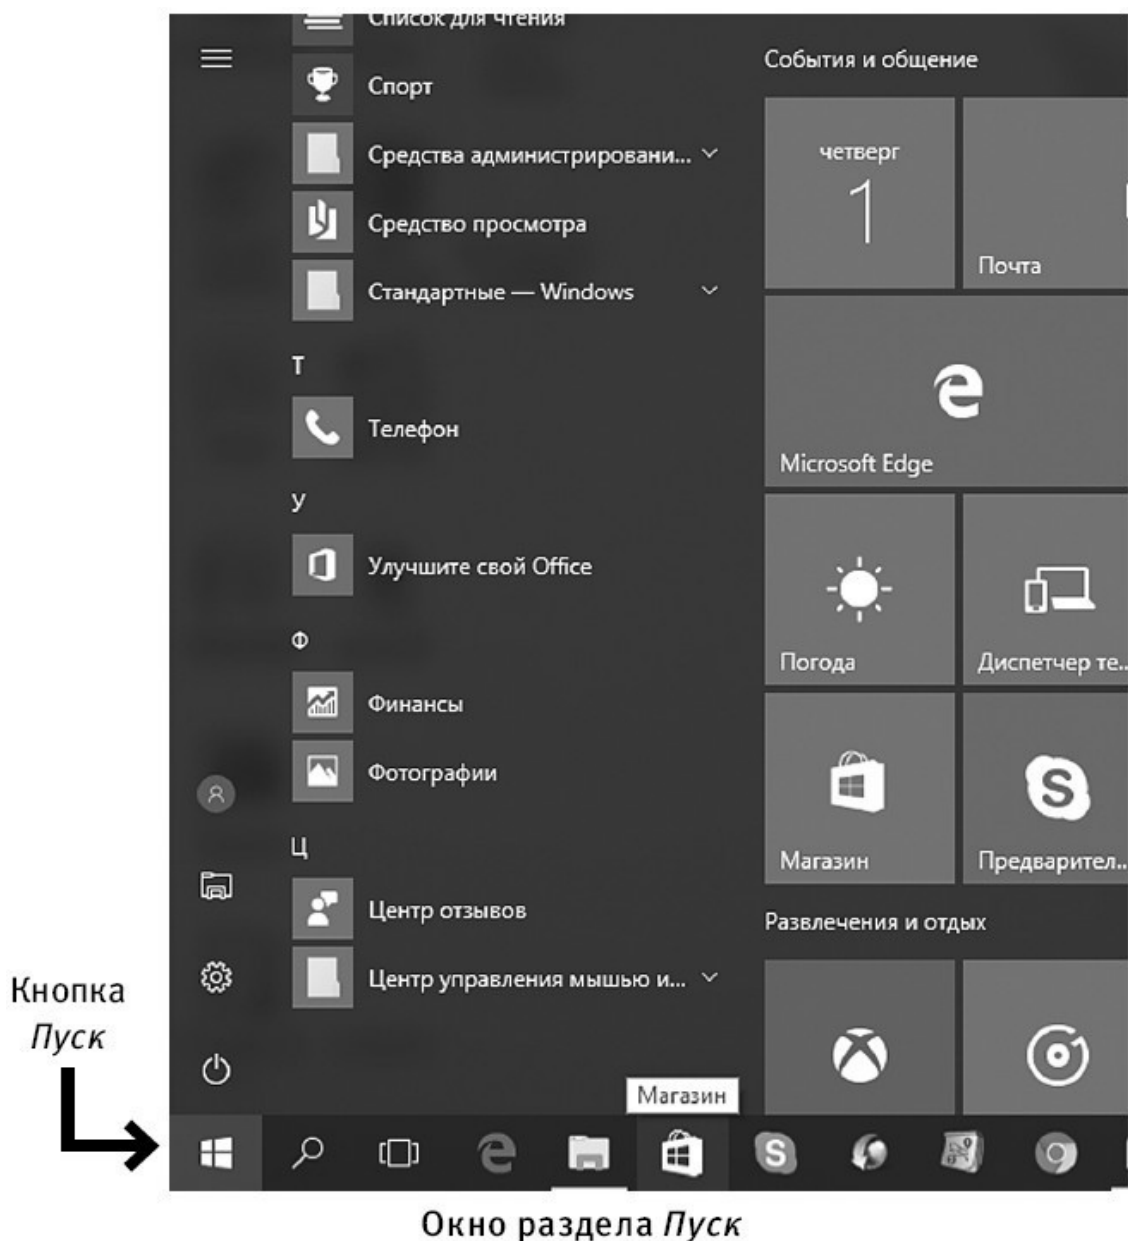 Список для чтения
Спорт
Средства администрировани...
Средство просмотра
Стандартные — Windows
Т
Телефон
У
Улучшите свой Office
Ф
Финансы
Фотографии
Ц
Центр отзывов
Центр управления мышью и...
События и общение
четверг
1
Почта
Microsoft Edge
Погода
Диспетчер те...
Магазин
Предварител...
Развлечения и отдых
Магазин
Кнопка
Пуск
Окно раздела Пуск